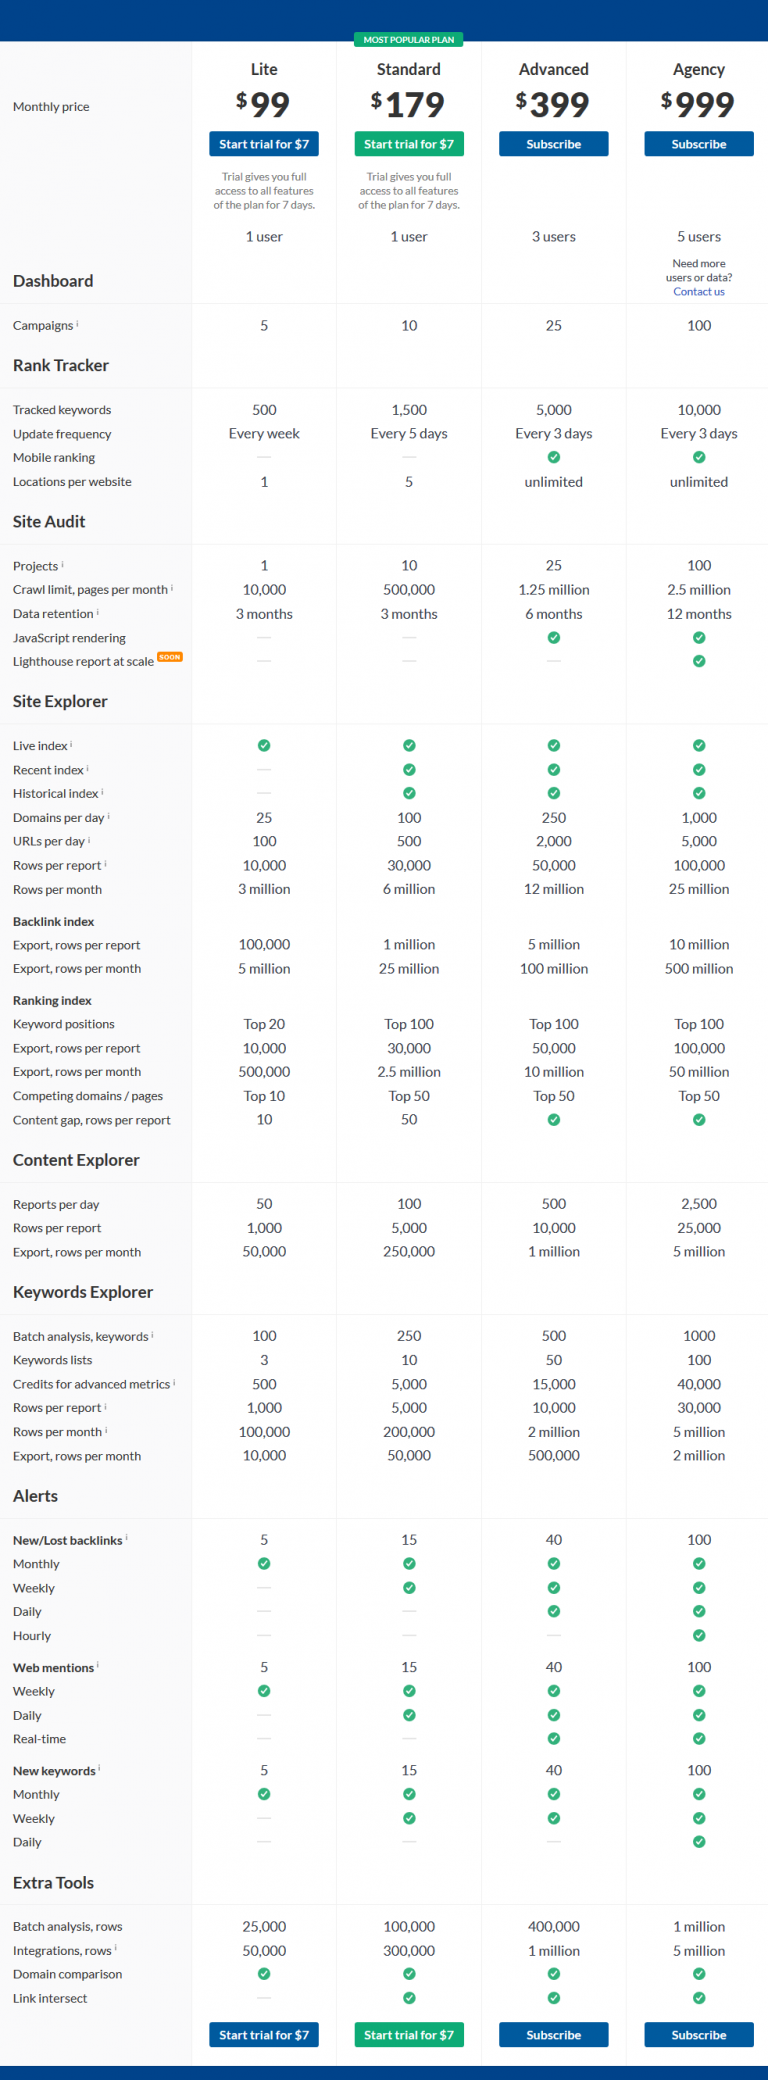 MOST POPULAR PLAN
Lite Standard Advanced Agency
Monthly price $99 $179 $399 $999
Start trial for $7 Start trial for $7 Subscribe Subscribe
Trial gives you full Trial gives you full
access to all features access to all features
of the plan for 7 days. of the plan for 7 days.
1 user 1 user 3 users 5 users
Need more
users or data?
Contact us
Dashboard
Campaigns i 5 10 25 100
Rank Tracker
Tracked keywords 500 1,500 5,000 10,000
Update frequency Every week Every 5 days Every 3 days Every 3 days
Mobile ranking — —
Locations per website 1 5 unlimited unlimited
Site Audit
Projects i 1 10 25 100
Crawl limit, pages per month i 10,000 500,000 1.25 million 2.5 million
Data retention i 3 months 3 months 6 months 12 months
JavaScript rendering — —
Lighthouse report at scale SOON — — —
Site Explorer
Live index i
Recent index i —
Historical index i —
Domains per day i 25 100 250 1,000
URLs per day i 100 500 2,000 5,000
Rows per report i 10,000 30,000 50,000 100,000
Rows per month 3 million 6 million 12 million 25 million
Backlink index
Export, rows per report 100,000 1 million 5 million 10 million
Export, rows per month 5 million 25 million 100 million 500 million
Ranking index
Keyword positions Top 20 Top 100 Top 100 Top 100
Export, rows per report 10,000 30,000 50,000 100,000
Export, rows per month 500,000 2.5 million 10 million 50 million
Competing domains / pages Top 10 Top 50 Top 50 Top 50
Content gap, rows per report 10 50
Content Explorer
Reports per day 50 100 500 2,500
Rows per report 1,000 5,000 10,000 25,000
Export, rows per month 50,000 250,000 1 million 5 million
Keywords Explorer
Batch analysis, keywords i 100 250 500 1000
Keywords lists 3 10 50 100
Credits for advanced metrics i 500 5,000 15,000 40,000
Rows per report i 1,000 5,000 10,000 30,000
Rows per month i 100,000 200,000 2 million 5 million
Export, rows per month 10,000 50,000 500,000 2 million
Alerts
New/Lost backlinks i 5 15 40 100
Monthly
Weekly —
Daily — —
Hourly — — —
Web mentions i 5 15 40 100
Weekly
Daily —
Real-time — —
New keywords i 5 15 40 100
Monthly
Weekly —
Daily — — —
Extra Tools
Batch analysis, rows 25,000 100,000 400,000 1 million
Integrations, rows i 50,000 300,000 1 million 5 million
Domain comparison
Link intersect —
Start trial for $7 Start trial for $7 Subscribe Subscribe